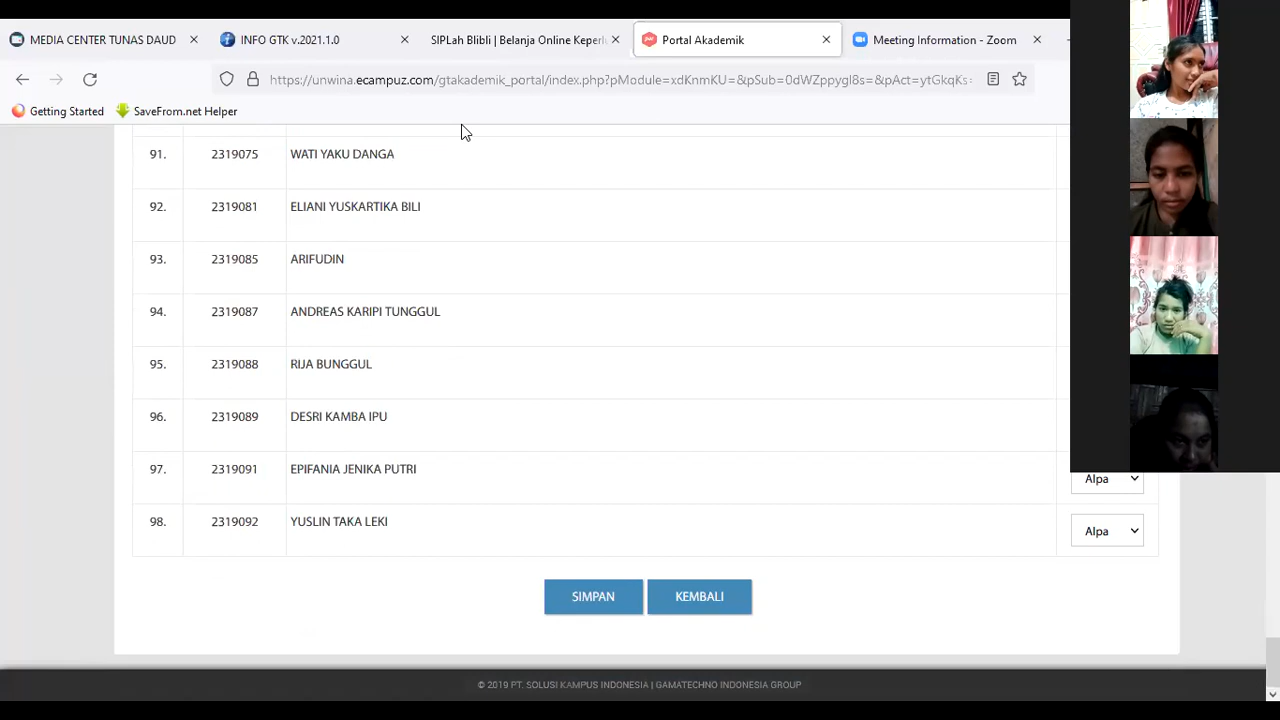 MEDIA CENTER TUNAS DAUD
INFO GTK v.2021.1.0
SIPLah Blibli | Belanja Online Keperlu
Portal Akademik
Meeting Information - Zoom
https://unwina.ecampuz.com/gtakademik_portal/index.php?pModule=xdKnmKU=&pSub=0dWZppygl8s=&pAct=ytGkqKs=
Getting Started
SaveFrom.net Helper
91. 2319075 WATI YAKU DANGA
92. 2319081 ELIANI YUSKARTIKA BILI
93. 2319085 ARIFUDIN
94. 2319087 ANDREAS KARIPI TUNGGUL
95. 2319088 RIJA BUNGGUL
96. 2319089 DESRI KAMBA IPU
97. 2319091 EPIFANIA JENIKA PUTRI Alpa
98. 2319092 YUSLIN TAKA LEKI Alpa
SIMPAN
KEMBALI
© 2019 PT. SOLUSI KAMPUS INDONESIA | GAMATECHNO INDONESIA GROUP